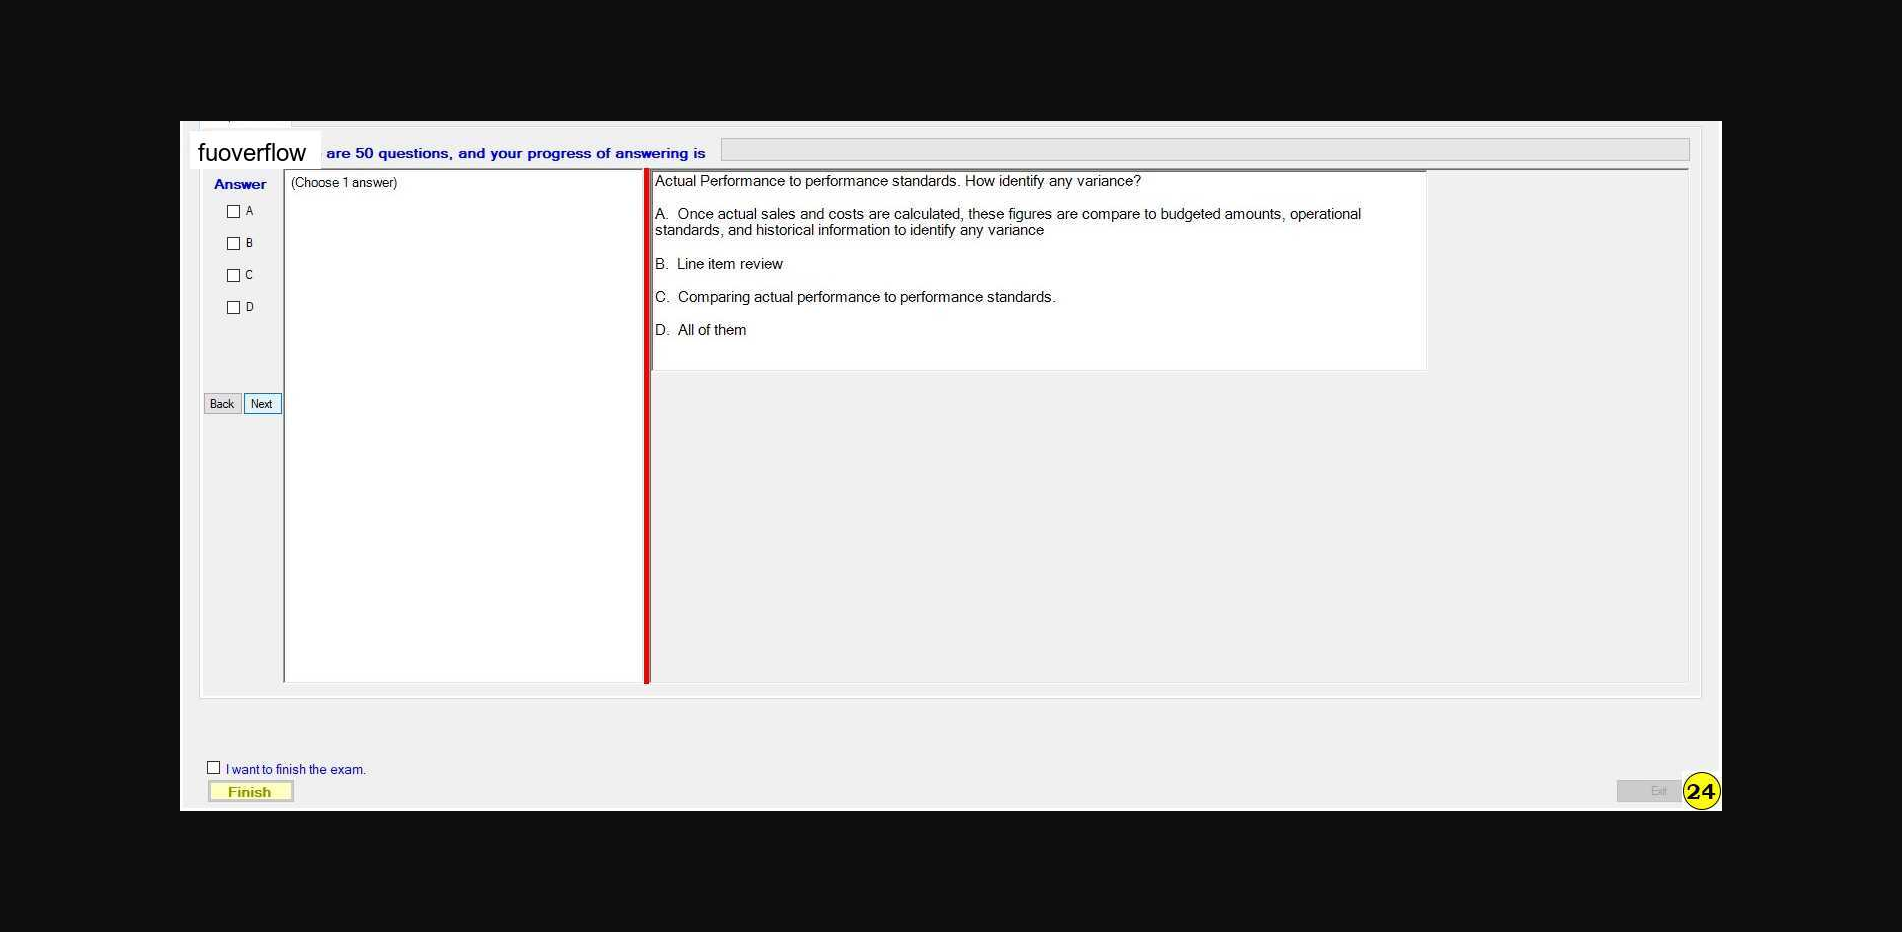 fuoverflow are 50 questions, and your progress of answering is
Answer
A
B
C
D
Back Next
(Choose 1 answer)
Actual Performance to performance standards. How identify any variance?
A. Once actual sales and costs are calculated, these figures are compare to budgeted amounts, operational
standards, and historical information to identify any variance
B. Line item review
C. Comparing actual performance to performance standards.
D. All of them
I want to finish the exam.
Finish
Exit
24